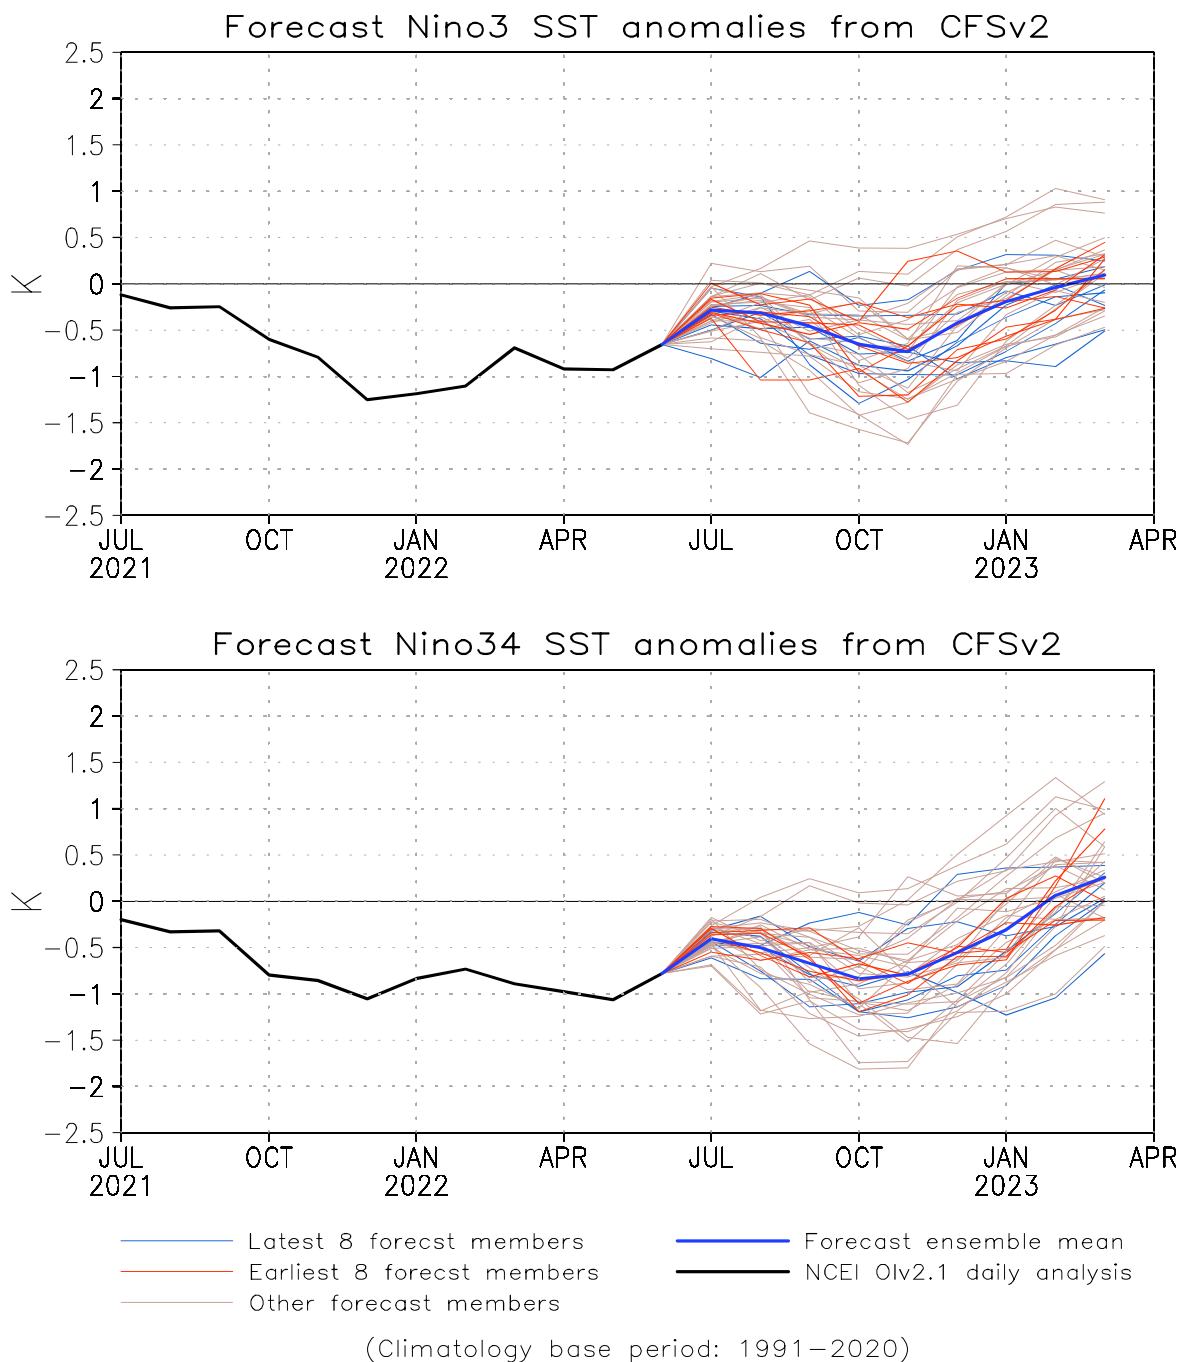 Forecast Nino3 SST anomalies from CFSv2
2.5
2
1.5
1
0.5
0
−0.5
−1
−1.5
−2
−2.5
K
JUL OCT JAN APR JUL OCT JAN APR
2021 2022 2023
Forecast Nino34 SST anomalies from CFSv2
2.5
2
1.5
1
0.5
0
−0.5
−1
−1.5
−2
−2.5
K
JUL OCT JAN APR JUL OCT JAN APR
2021 2022 2023
Latest 8 forecst members
Earliest 8 forecst members
Other forecast members
Forecast ensemble mean
NCEI OIv2.1 daily analysis
(Climatology base period: 1991−2020)